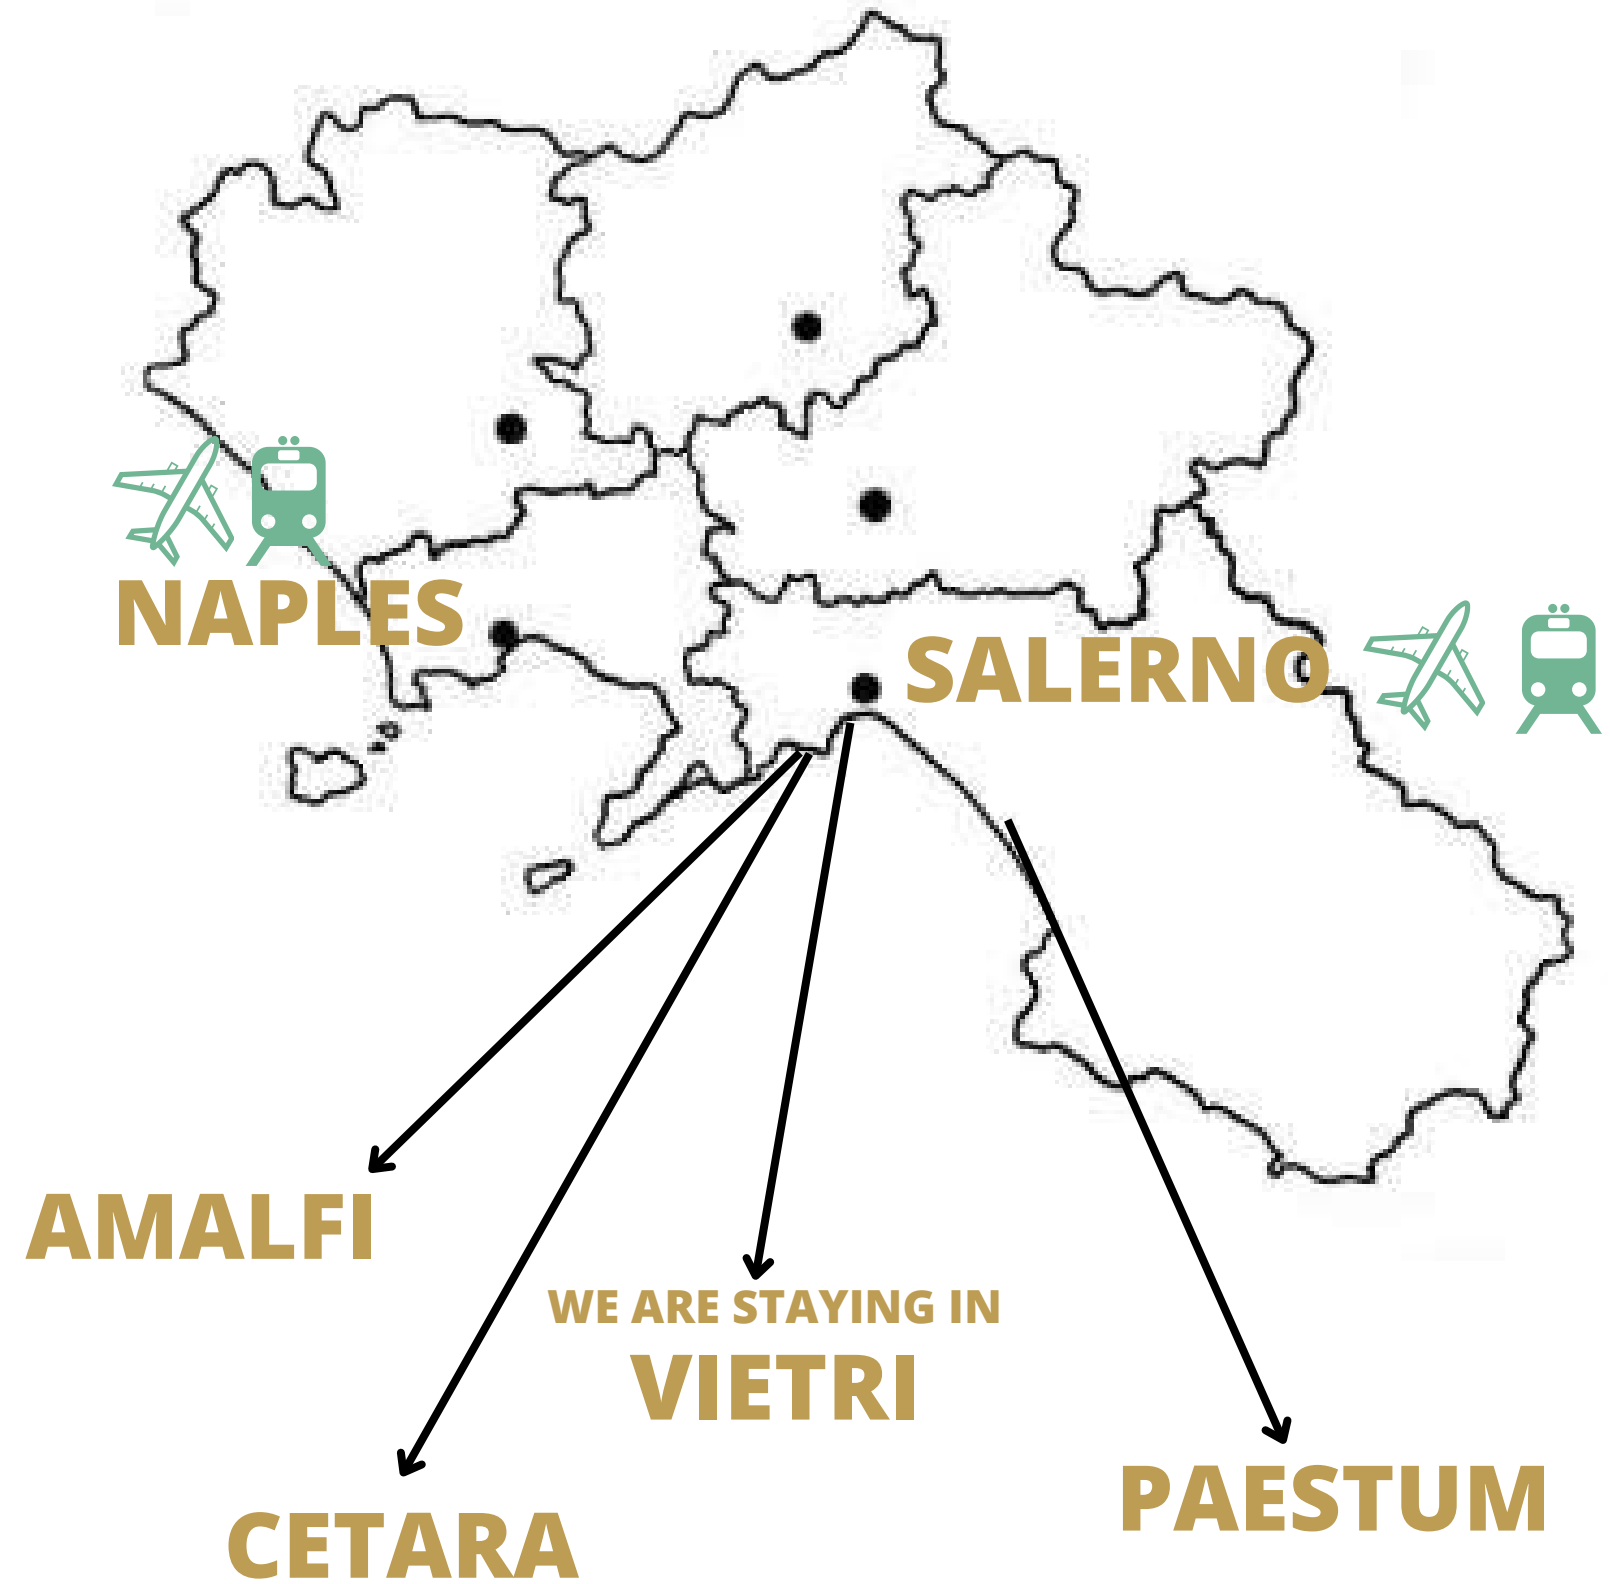 NAPLES
SALERNO
AMALFI
WE ARE STAYING IN
VIETRI
PAESTUM
CETARA